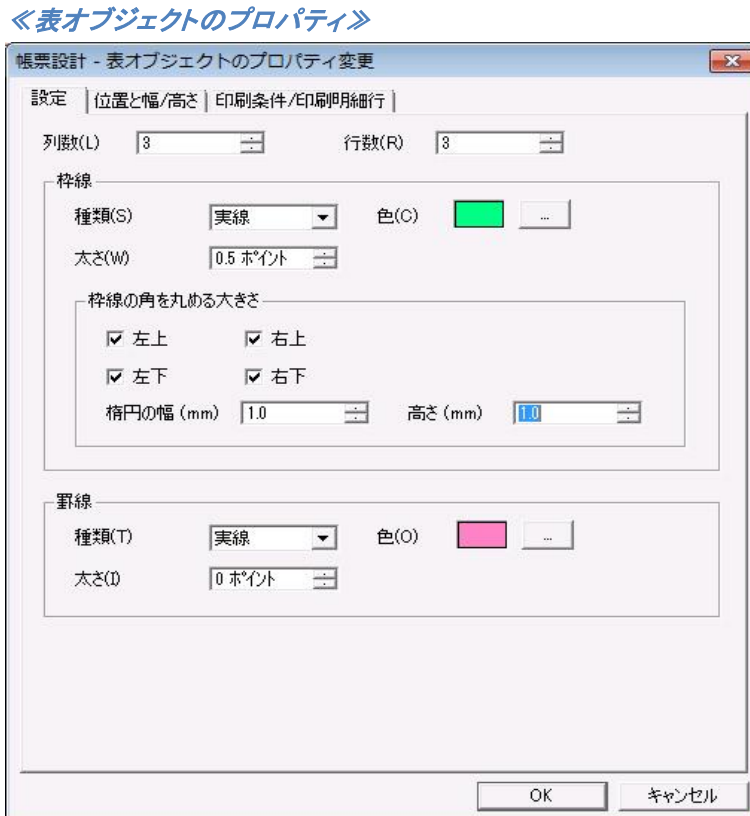 ≪表オブジェクトのプロパティ≫
帳票設計 - 表オブジェクトのプロパティ変更
設定 位置と幅/高さ 印刷条件/印刷明細行
列数(L) 3 行数(R) 3
枠線
種類(S) 実線 色(C) ...
太さ(W) 0.5 ポイント
枠線の角を丸める大きさ
左上 右上
左下 右下
楕円の幅 (mm) 1.0 高さ (mm) 1.0
罫線
種類(T) 実線 色(O) ...
太さ(I) 0 ポイント
OK キャンセル